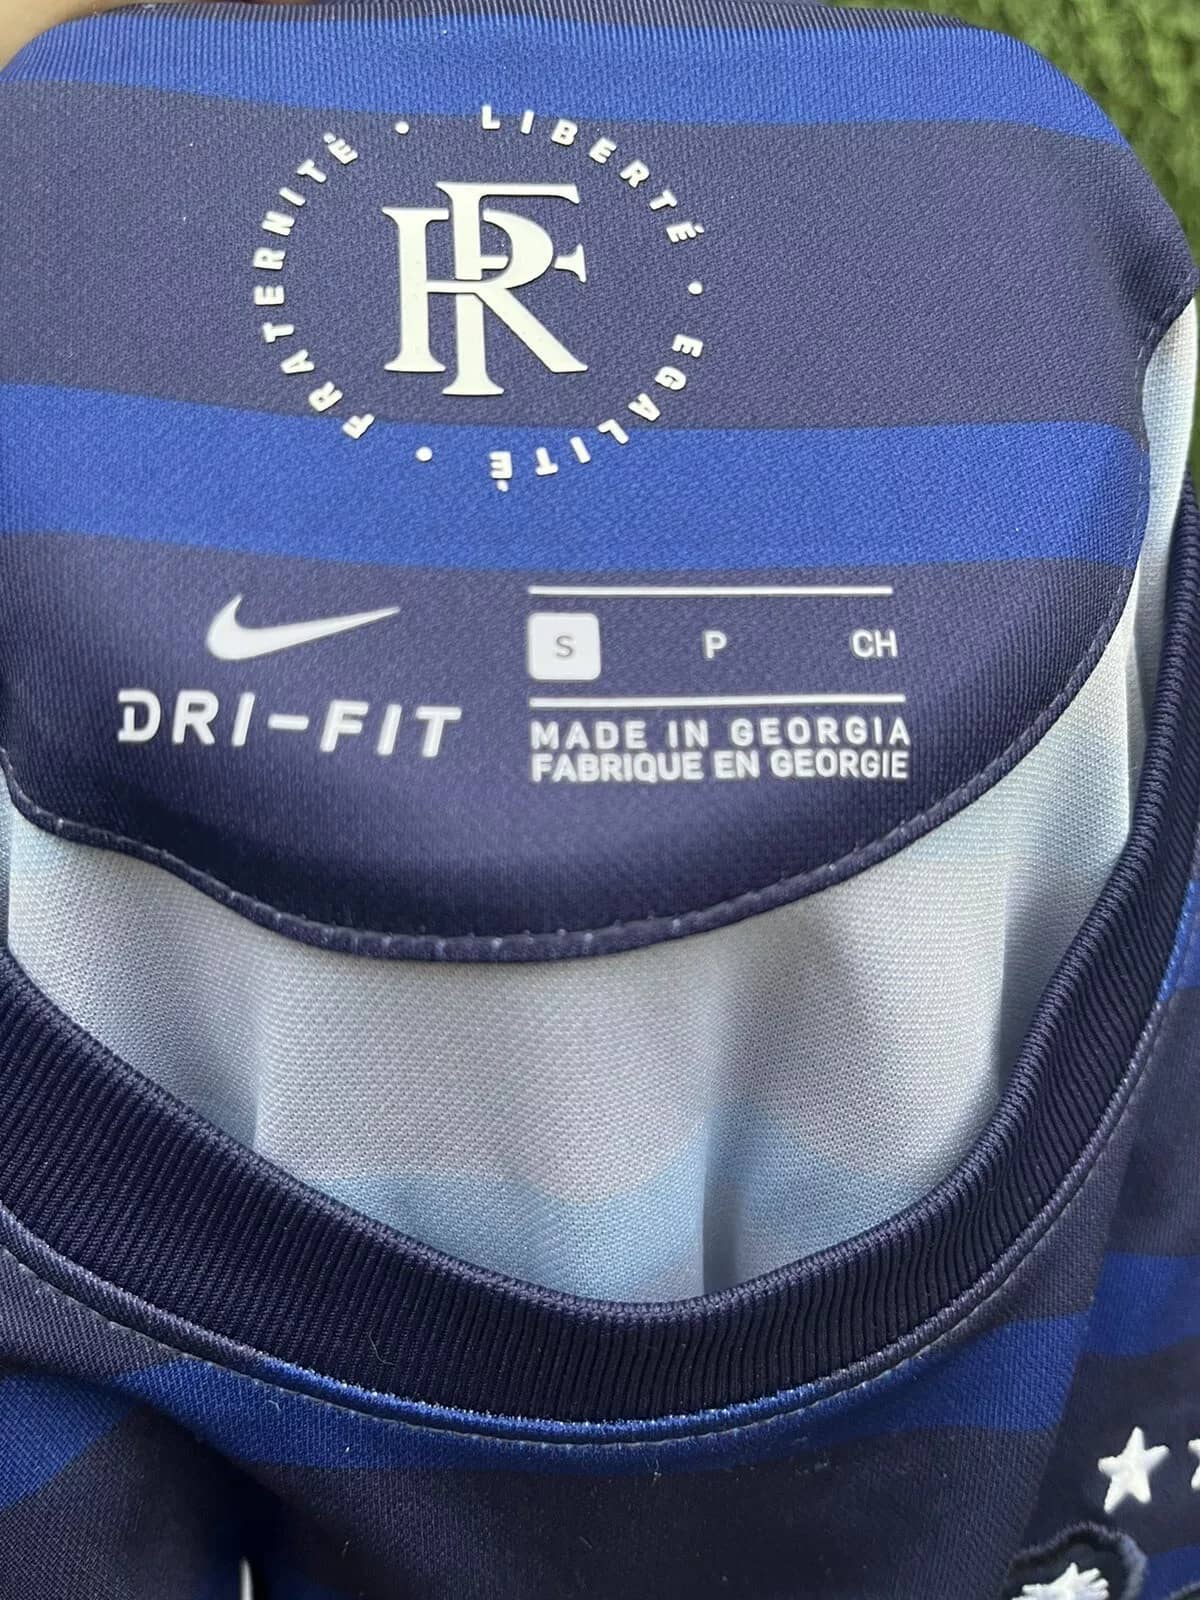 LIBERTÉ • EGALITÉ • FRATERNITÉ •
RF
DRI-FIT
S P CH
MADE IN GEORGIA
FABRIQUE EN GEORGIE